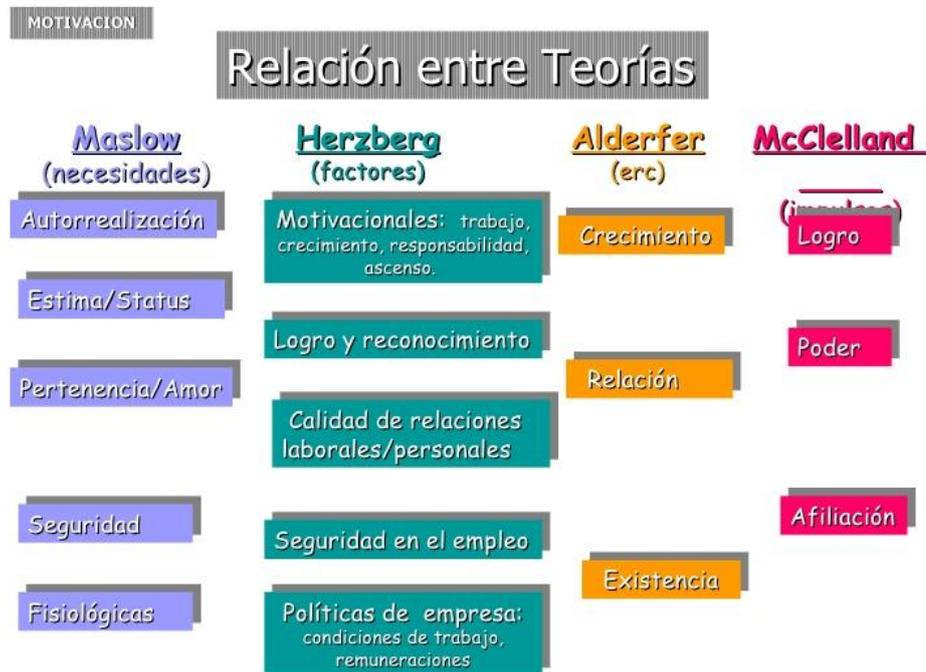 MOTIVACION
Relación entre Teorías
Maslow
(necesidades)
Autorrealización
Estima/Status
Pertenencia/Amor
Seguridad
Fisiológicas
Herzberg
(factores)
Motivacionales: trabajo,
crecimiento, responsabilidad,
ascenso.
Logro y reconocimiento
Calidad de relaciones
laborales/personales
Seguridad en el empleo
Políticas de empresa:
condiciones de trabajo,
remuneraciones
Alderfer
(erc)
Crecimiento
Relación
Existencia
McClelland
Logro
Poder
Afiliación